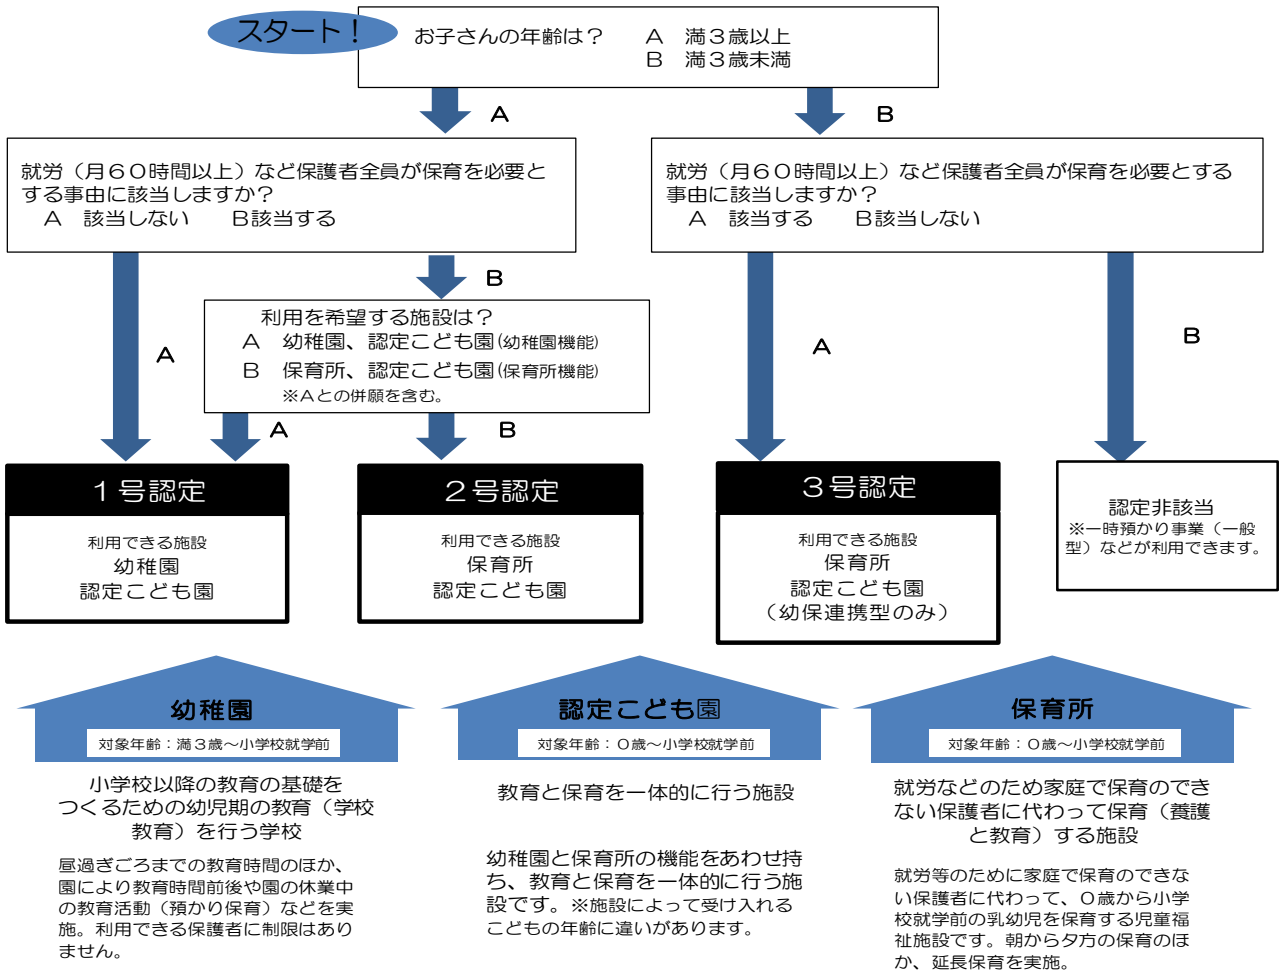 スタート！
お子さんの年齢は？　A　満３歳以上
B　満３歳未満
A
B
就労（月６０時間以上）など保護者全員が保育を必要と
する事由に該当しますか？
A　該当しない　　B該当する
就労（月６０時間以上）など保護者全員が保育を必要とする
事由に該当しますか？
A　該当する　　B該当しない
B
利用を希望する施設は？
A　幼稚園、認定こども園(幼稚園機能)
B　保育所、認定こども園(保育所機能)
※Aとの併願を含む。
A
A
B
A
B
１号認定
利用できる施設
幼稚園
認定こども園
２号認定
利用できる施設
保育所
認定こども園
３号認定
利用できる施設
保育所
認定こども園
（幼保連携型のみ）
認定非該当
※一時預かり事業（一般
型）などが利用できます。
幼稚園
対象年齢：満３歳～小学校就学前
小学校以降の教育の基礎を
つくるための幼児期の教育（学校
教育）を行う学校
昼過ぎごろまでの教育時間のほか、
園により教育時間前後や園の休業中
の教育活動（預かり保育）などを実
施。利用できる保護者に制限はあり
ません。
認定こども園
対象年齢：０歳～小学校就学前
教育と保育を一体的に行う施設
幼稚園と保育所の機能をあわせ持
ち、教育と保育を一体的に行う施
設です。※施設によって受け入れる
こどもの年齢に違いがあります。
保育所
対象年齢：０歳～小学校就学前
就労などのため家庭で保育のでき
ない保護者に代わって保育（養護
と教育）する施設
就労等のために家庭で保育のできな
い保護者に代わって、０歳から小学
校就学前の乳幼児を保育する児童福
祉施設です。朝から夕方の保育のほ
か、延長保育を実施。